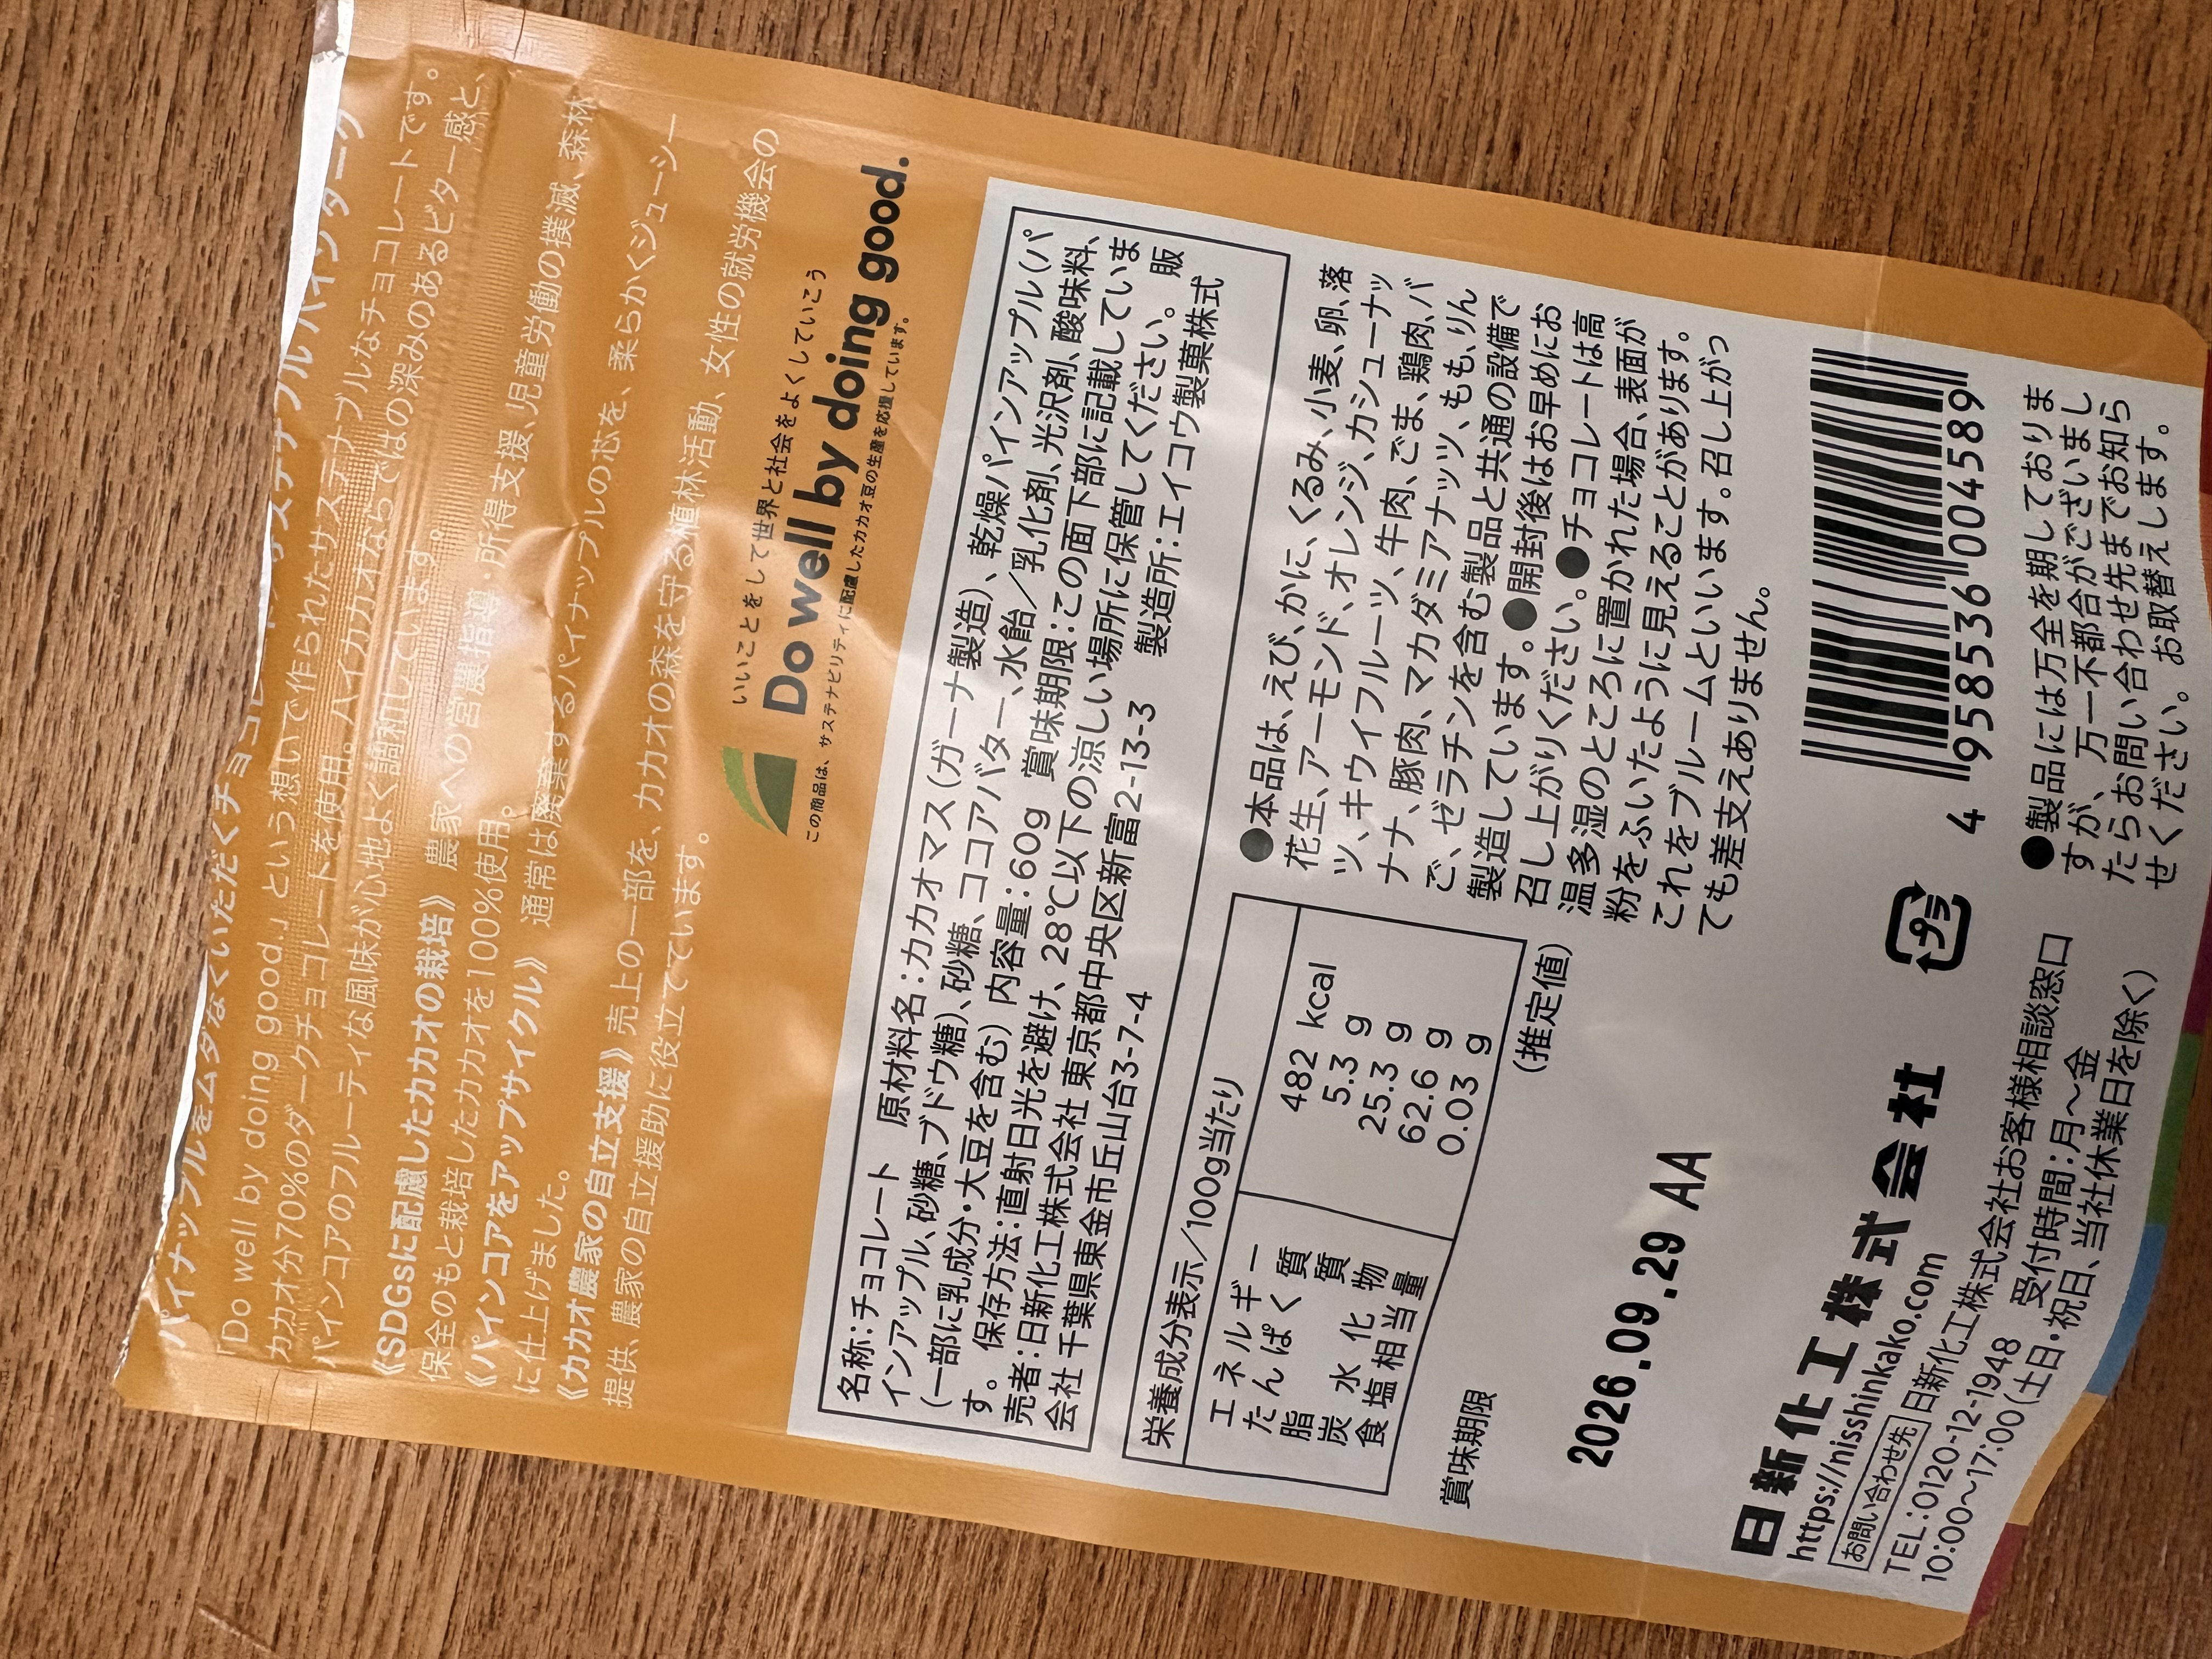 パイナップルをムダなくいただくチョコレ
「Do well by doing good.」という想いで作られたサステナブルなチョコレートです。
カカオ分70%のダークチョコレートを使用。ハイカカオならではの深みのあるビター感と、
パインコアのフルーティな風味が心地よく調和しています。
《SDGsに配慮したカカオの栽培》 農家への営農指導・所得支援、児童労働の撲滅、森林
保全のもと栽培したカカオを100%使用。
《パインコアをアップサイクル》 通常は廃棄するパイナップルの芯を、柔らかくジューシー
に仕上げました。
《カカオ農家の自立支援》 売上の一部を、カカオの森を守る植林活動、女性の就労機会の
提供、農家の自立援助に役立てています。
いいことをして世界と社会をよくしていこう
Do well by doing good.
この商品は、サステナビリティに配慮したカカオ豆の生産を応援しています。
名称:チョコレート 原材料名:カカオマス(ガーナ製造)、乾燥パインアップル(パ
インアップル、砂糖、ブドウ糖)、砂糖、ココアバター、水飴/乳化剤、光沢剤、酸味料、
(一部に乳成分・大豆を含む) 内容量:60g 賞味期限:この面下部に記載していま
す。 保存方法:直射日光を避け、28℃以下の涼しい場所に保管してください。 販
売者:日新化工株式会社 東京都中央区新富2-13-3 製造所:エイコウ製菓株式
会社 千葉県東金市丘山台3-7-4
栄養成分表示/100g当たり
エネルギー 482 kcal
たんぱく質 5.3 g
脂質 25.3 g
炭水化物 62.6 g
食塩相当量 0.03 g
(推定値)
●本品は、えび、かに、くるみ、小麦、卵、落
花生、アーモンド、オレンジ、カシューナッ
ツ、キウイフルーツ、牛肉、ごま、鶏肉、バ
ナナ、豚肉、マカダミアナッツ、もも、りん
ご、ゼラチンを含む製品と共通の設備で
製造しています。●開封後はお早めにお
召し上がりください。●チョコレートは高
温多湿のところに置かれた場合、表面が
粉をふいたように見えることがあります。
これをブルームといいます。召し上がっ
ても差支えありません。
賞味期限
2026.09.29 AA
プラ
4 958536 004589
日新化工株式会社
https://nisshinkako.com
お問い合わせ先 日新化工株式会社お客様相談窓口
TEL:0120-12-1948 受付時間:月～金
10:00～17:00(土日・祝日、当社休業日を除く)
●製品には万全を期しておりま
すが、万一不都合がございまし
たらお問い合わせ先までお知ら
せください。お取替えします。